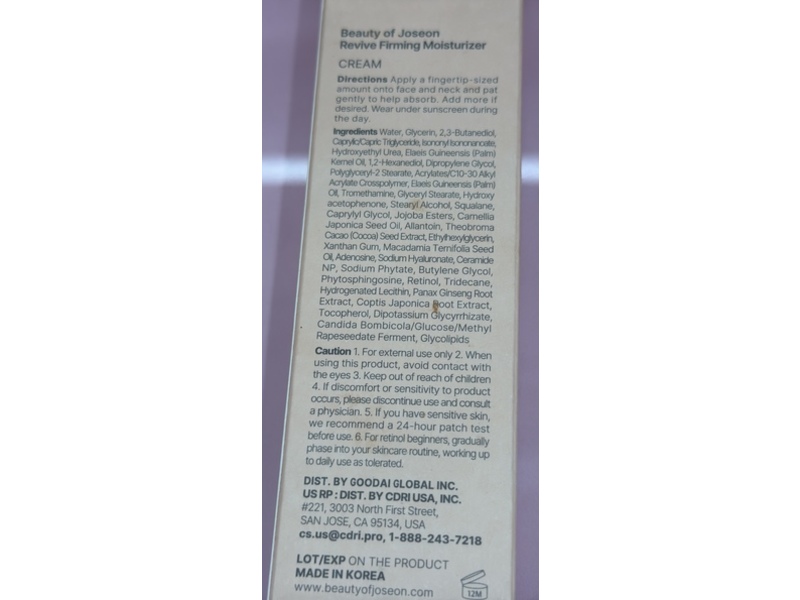 Beauty of Joseon
Revive Firming Moisturizer
CREAM
Directions Apply a fingertip-sized
amount onto face and neck and pat
gently to help absorb. Add more if
desired. Wear under sunscreen during
the day.
Ingredients Water, Glycerin, 2,3-Butanediol,
Caprylic/Capric Triglyceride, Isononyl Isononanoate,
Hydroxyethyl Urea, Elaeis Guineensis (Palm)
Kernel Oil, 1,2-Hexanediol, Dipropylene Glycol,
Polyglyceryl-2 Stearate, Acrylates/C10-30 Alkyl
Acrylate Crosspolymer, Elaeis Guineensis (Palm)
Oil, Tromethamine, Glyceryl Stearate, Hydroxy
acetophenone, Stearyl Alcohol, Squalane,
Caprylyl Glycol, Jojoba Esters, Camellia
Japonica Seed Oil, Allantoin, Theobroma
Cacao (Cocoa) Seed Extract, Ethylhexylglycerin,
Xanthan Gum, Macadamia Ternifolia Seed
Oil, Adenosine, Sodium Hyaluronate, Ceramide
NP, Sodium Phytate, Butylene Glycol,
Phytosphingosine, Retinol, Tridecane,
Hydrogenated Lecithin, Panax Ginseng Root
Extract, Coptis Japonica Root Extract,
Tocopherol, Dipotassium Glycyrrhizate,
Candida Bombicola/Glucose/Methyl
Rapeseedate Ferment, Glycolipids
Caution 1. For external use only 2. When
using this product, avoid contact with
the eyes 3. Keep out of reach of children
4. If discomfort or sensitivity to product
occurs, please discontinue use and consult
a physician. 5. If you have sensitive skin,
we recommend a 24-hour patch test
before use. 6. For retinol beginners, gradually
phase into your skincare routine, working up
to daily use as tolerated.
DIST. BY GOODAI GLOBAL INC.
US RP : DIST. BY CDRI USA, INC.
#221, 3003 North First Street,
SAN JOSE, CA 95134, USA
cs.us@cdri.pro, 1-888-243-7218
LOT/EXP ON THE PRODUCT
MADE IN KOREA
www.beautyofjoseon.com
12M